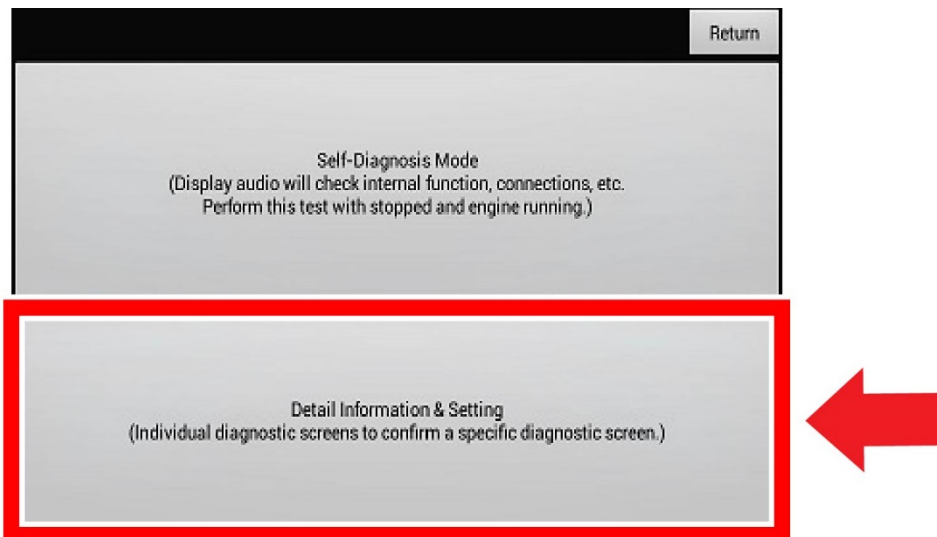 Return
Self-Diagnosis Mode
(Display audio will check internal function, connections, etc.
Perform this test with stopped and engine running.)
Detail Information & Setting
(Individual diagnostic screens to confirm a specific diagnostic screen.)